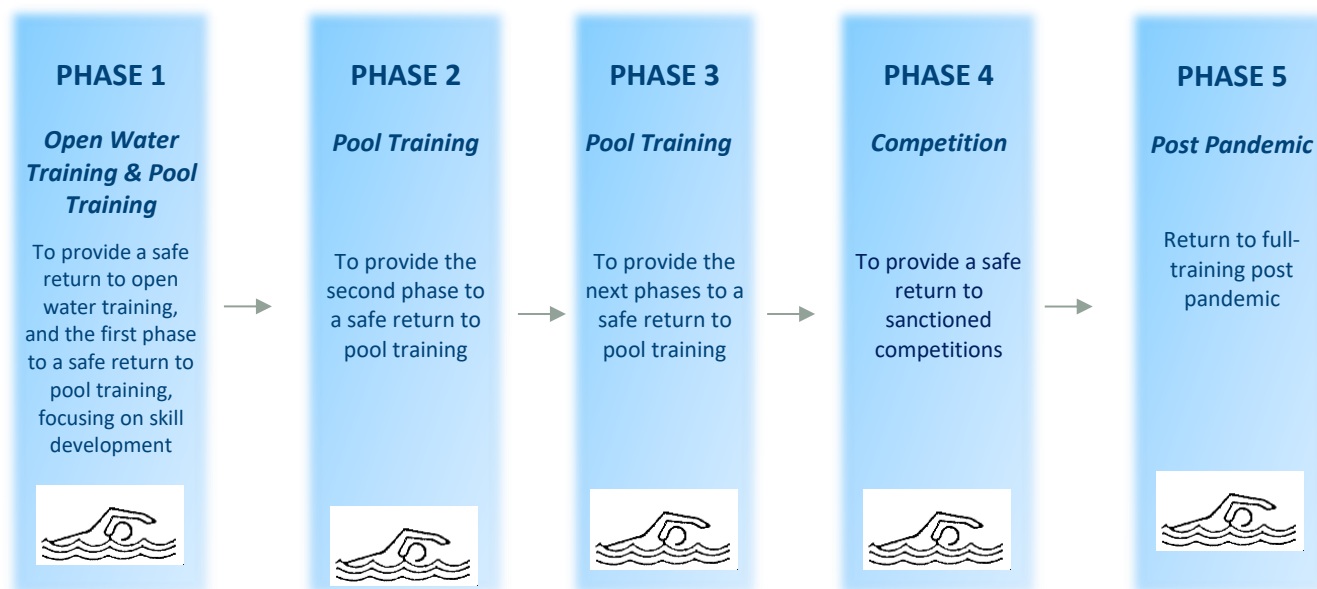 PHASE 1
Open Water
Training & Pool
Training
To provide a safe
return to open
water training,
and the first phase
to a safe return to
pool training,
focusing on skill
development
PHASE 2
Pool Training
To provide the
second phase to
a safe return to
pool training
PHASE 3
Pool Training
To provide the
next phases to a
safe return to
pool training
PHASE 4
Competition
To provide a safe
return to
sanctioned
competitions
PHASE 5
Post Pandemic
Return to full-
training post
pandemic